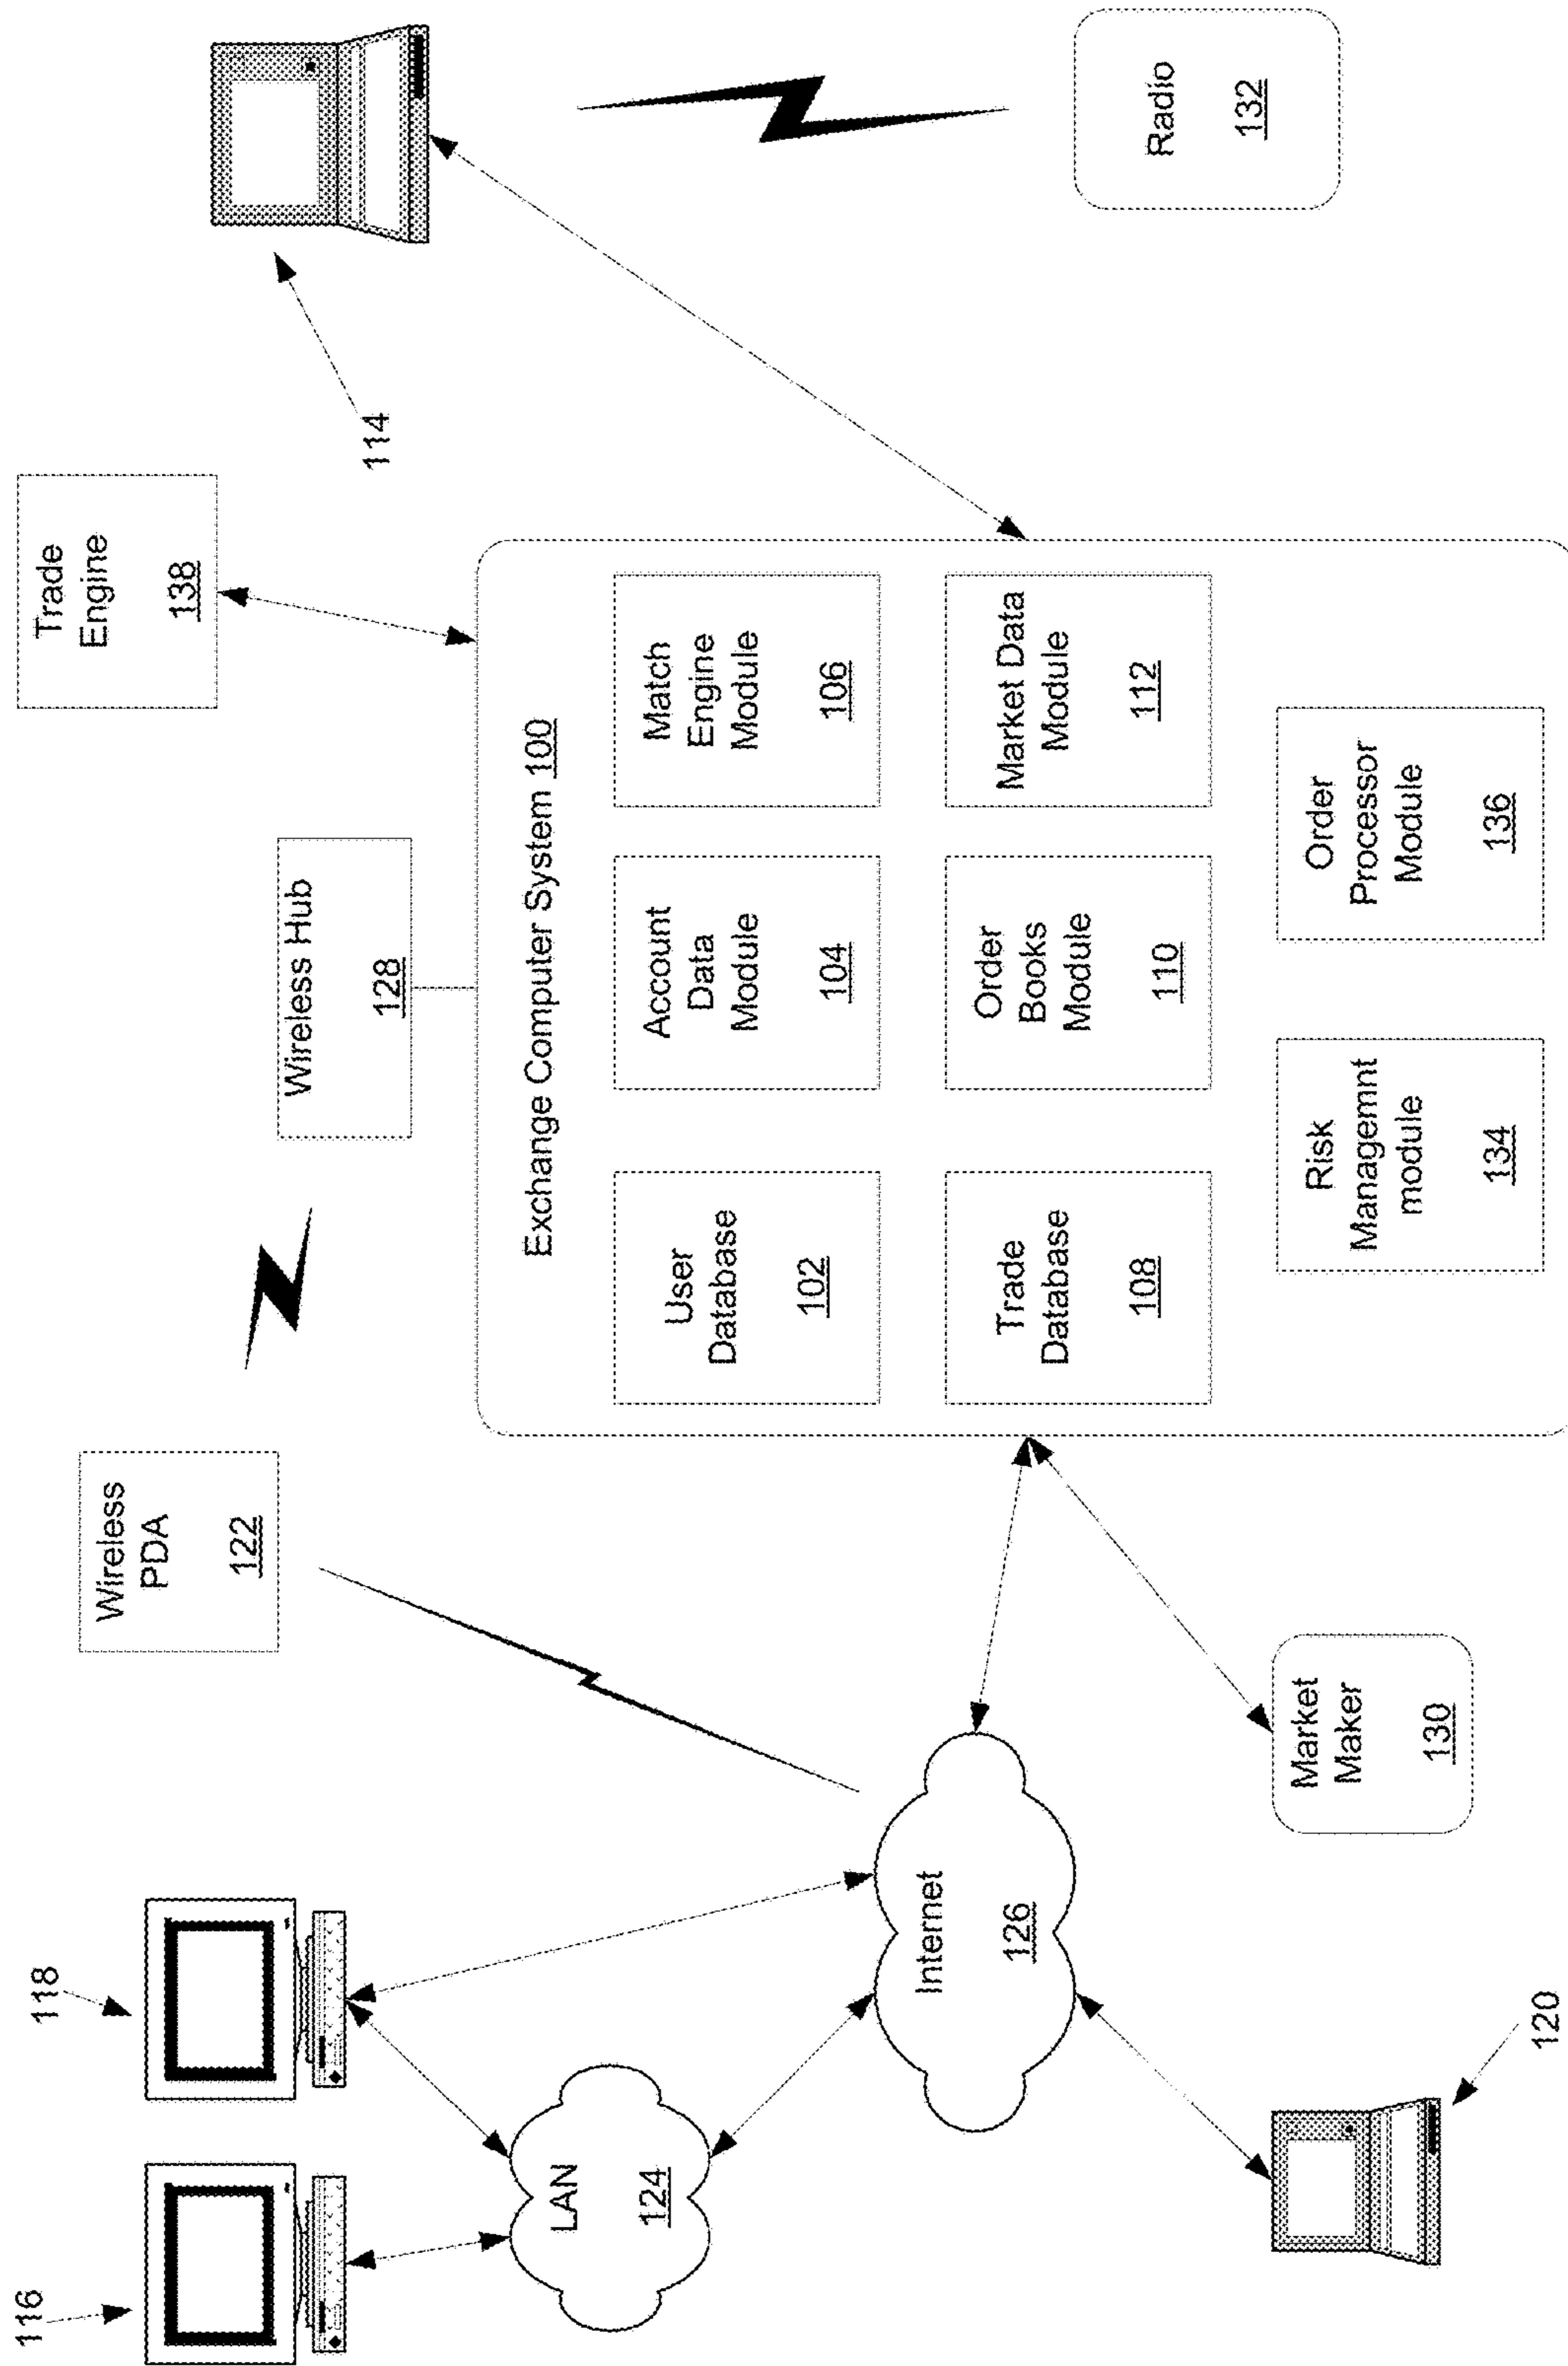 116
118
Wireless
PDA
122
Wireless Hub
128
Trade
Engine
138
114
LAN
124
Internet
126
Exchange Computer System 100
User
Database
102
Account
Data
Module
104
Match
Engine
Module
106
Trade
Database
108
Order
Books
Module
110
Market Data
Module
112
Risk
Managemnt
module
134
Order
Processor
Module
136
120
Market
Maker
130
Radio
132